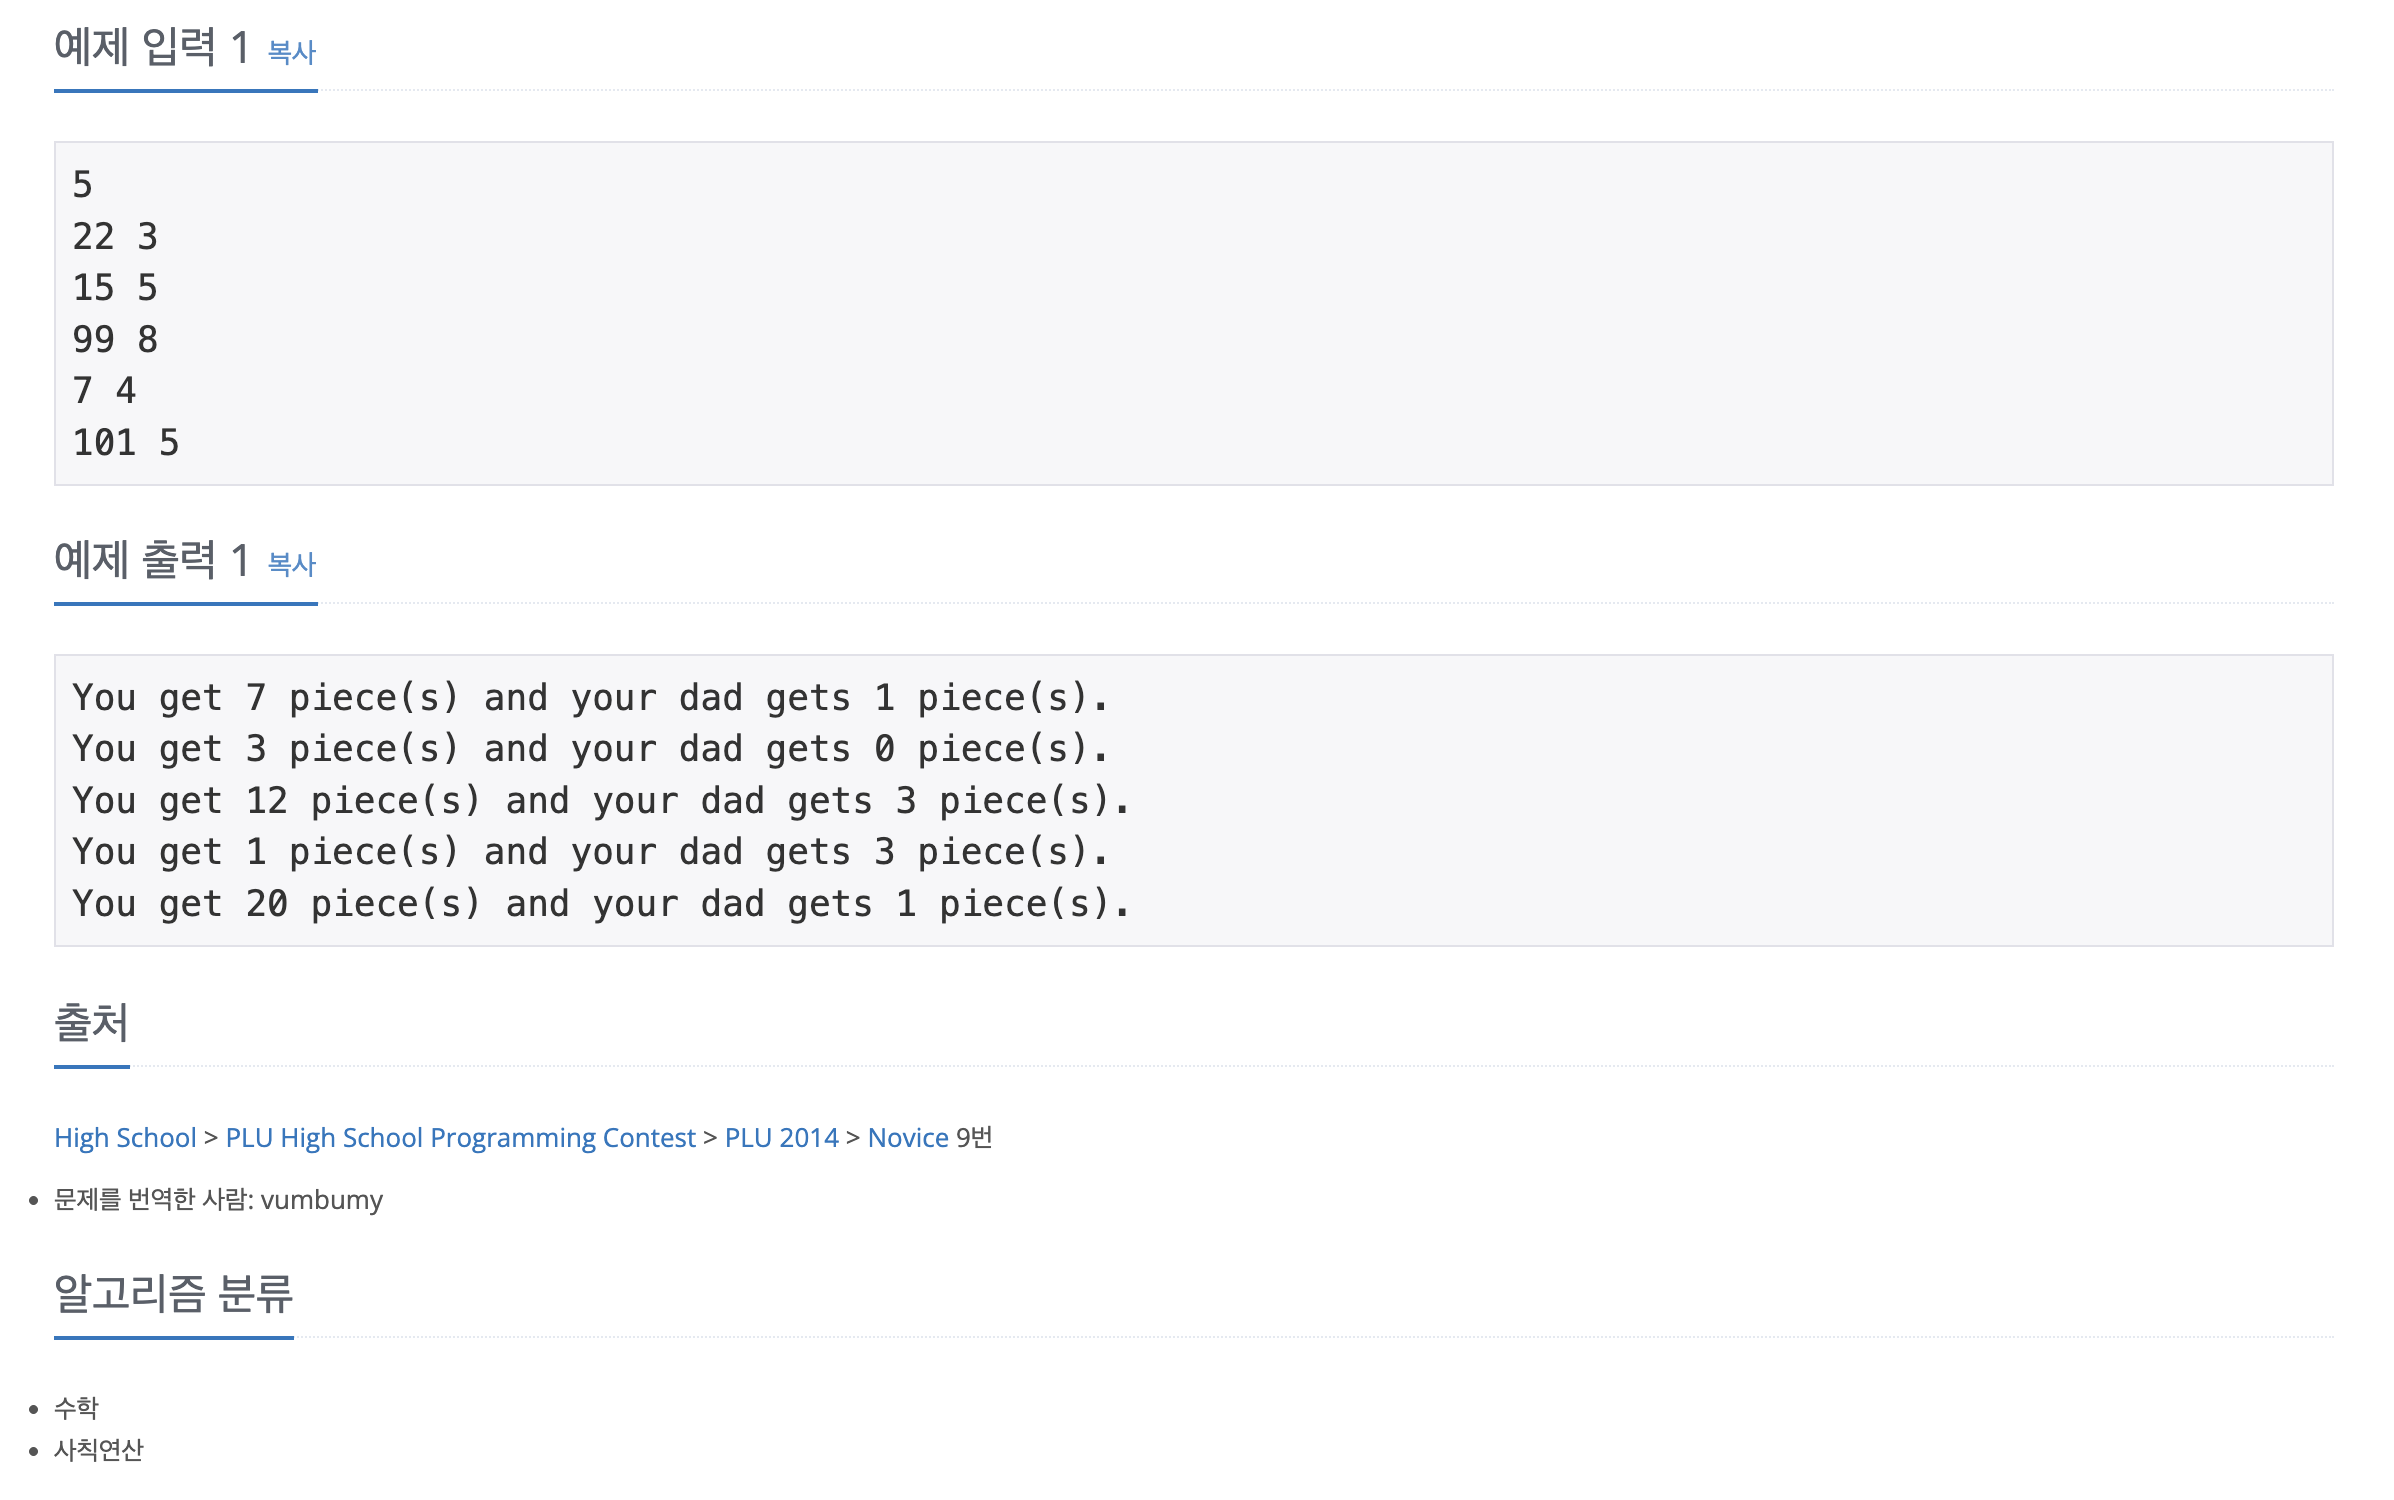 예제 입력 1 복사
5
22 3
15 5
99 8
7 4
101 5
예제 출력 1 복사
You get 7 piece(s) and your dad gets 1 piece(s).
You get 3 piece(s) and your dad gets 0 piece(s).
You get 12 piece(s) and your dad gets 3 piece(s).
You get 1 piece(s) and your dad gets 3 piece(s).
You get 20 piece(s) and your dad gets 1 piece(s).
출처
High School > PLU High School Programming Contest > PLU 2014 > Novice 9번
• 문제를 번역한 사람: vumbumy
알고리즘 분류
• 수학
• 사칙연산